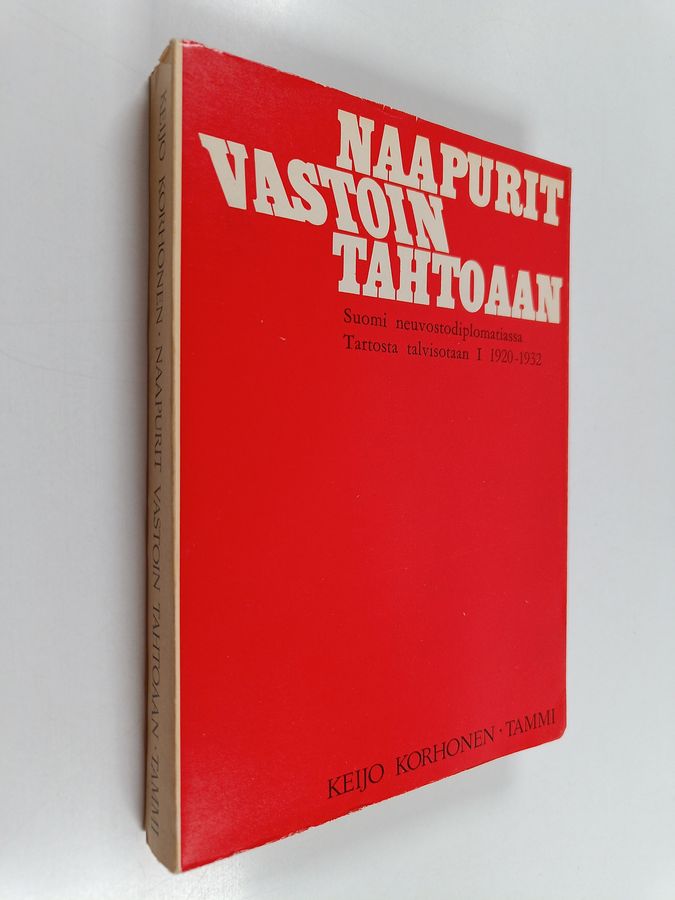 NAAPURIT
VASTOIN
TAHTOAAN
Suomi neuvostodiplomatiassa
Tartosta talvisotaan I 1920-1932
KEIJO KORHONEN · TAMMI
KEIJO KORHONEN · NAAPURIT VASTOIN TAHTOAAN · TAMMI